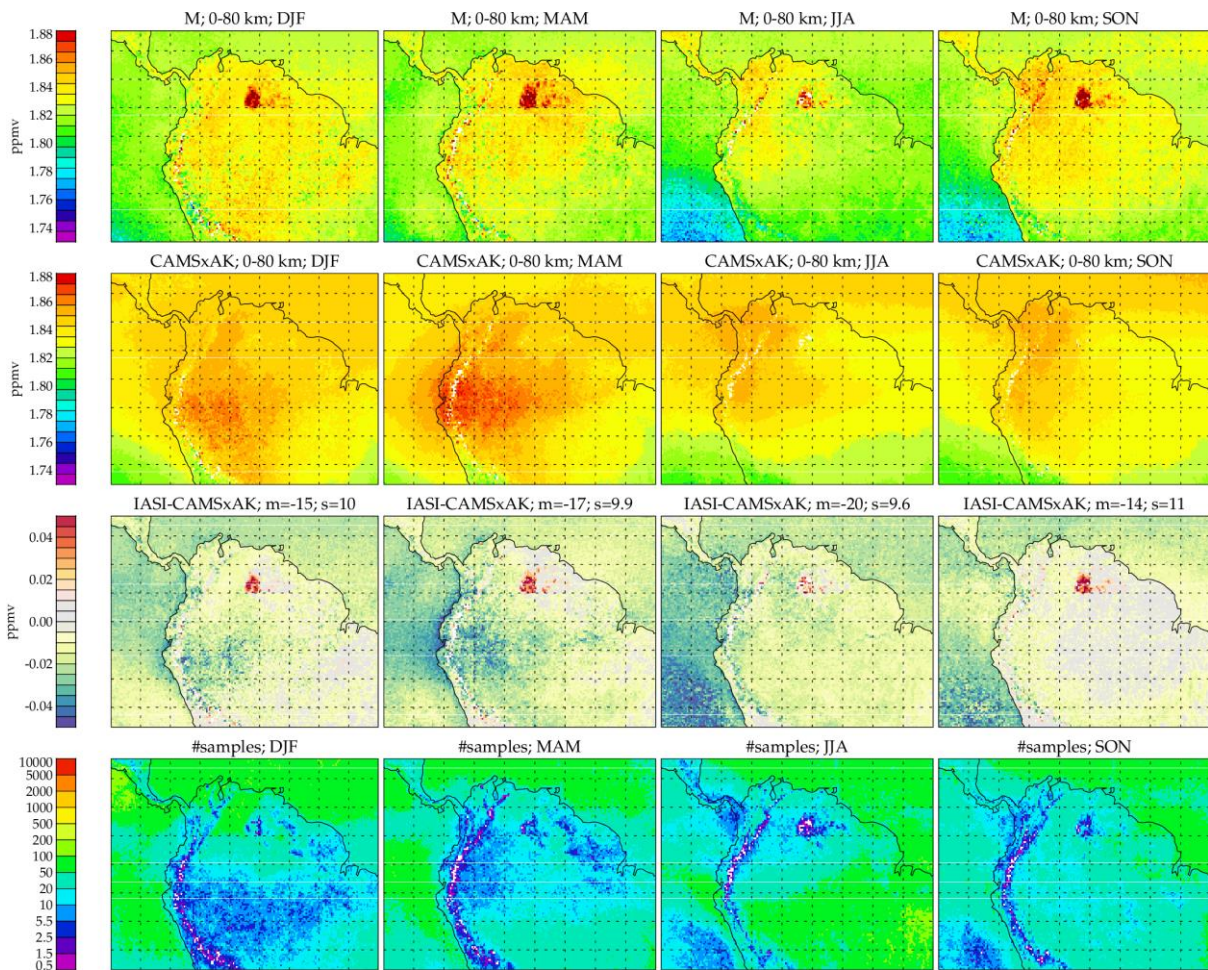 M; 0-80 km; DJF
M; 0-80 km; MAM
M; 0-80 km; JJA
M; 0-80 km; SON
1.88
1.86
1.84
1.82
1.80
1.78
1.76
1.74
ppmv
CAMSxAK; 0-80 km; DJF
CAMSxAK; 0-80 km; MAM
CAMSxAK; 0-80 km; JJA
CAMSxAK; 0-80 km; SON
1.88
1.86
1.84
1.82
1.80
1.78
1.76
1.74
ppmv
IASI-CAMSxAK; m=-15; s=10
IASI-CAMSxAK; m=-17; s=9.9
IASI-CAMSxAK; m=-20; s=9.6
IASI-CAMSxAK; m=-14; s=11
0.04
0.02
0.00
-0.02
-0.04
ppmv
#samples; DJF
#samples; MAM
#samples; JJA
#samples; SON
10000
5000
2000
1000
500
200
100
50
20
10
5.5
2.5
1.5
0.5